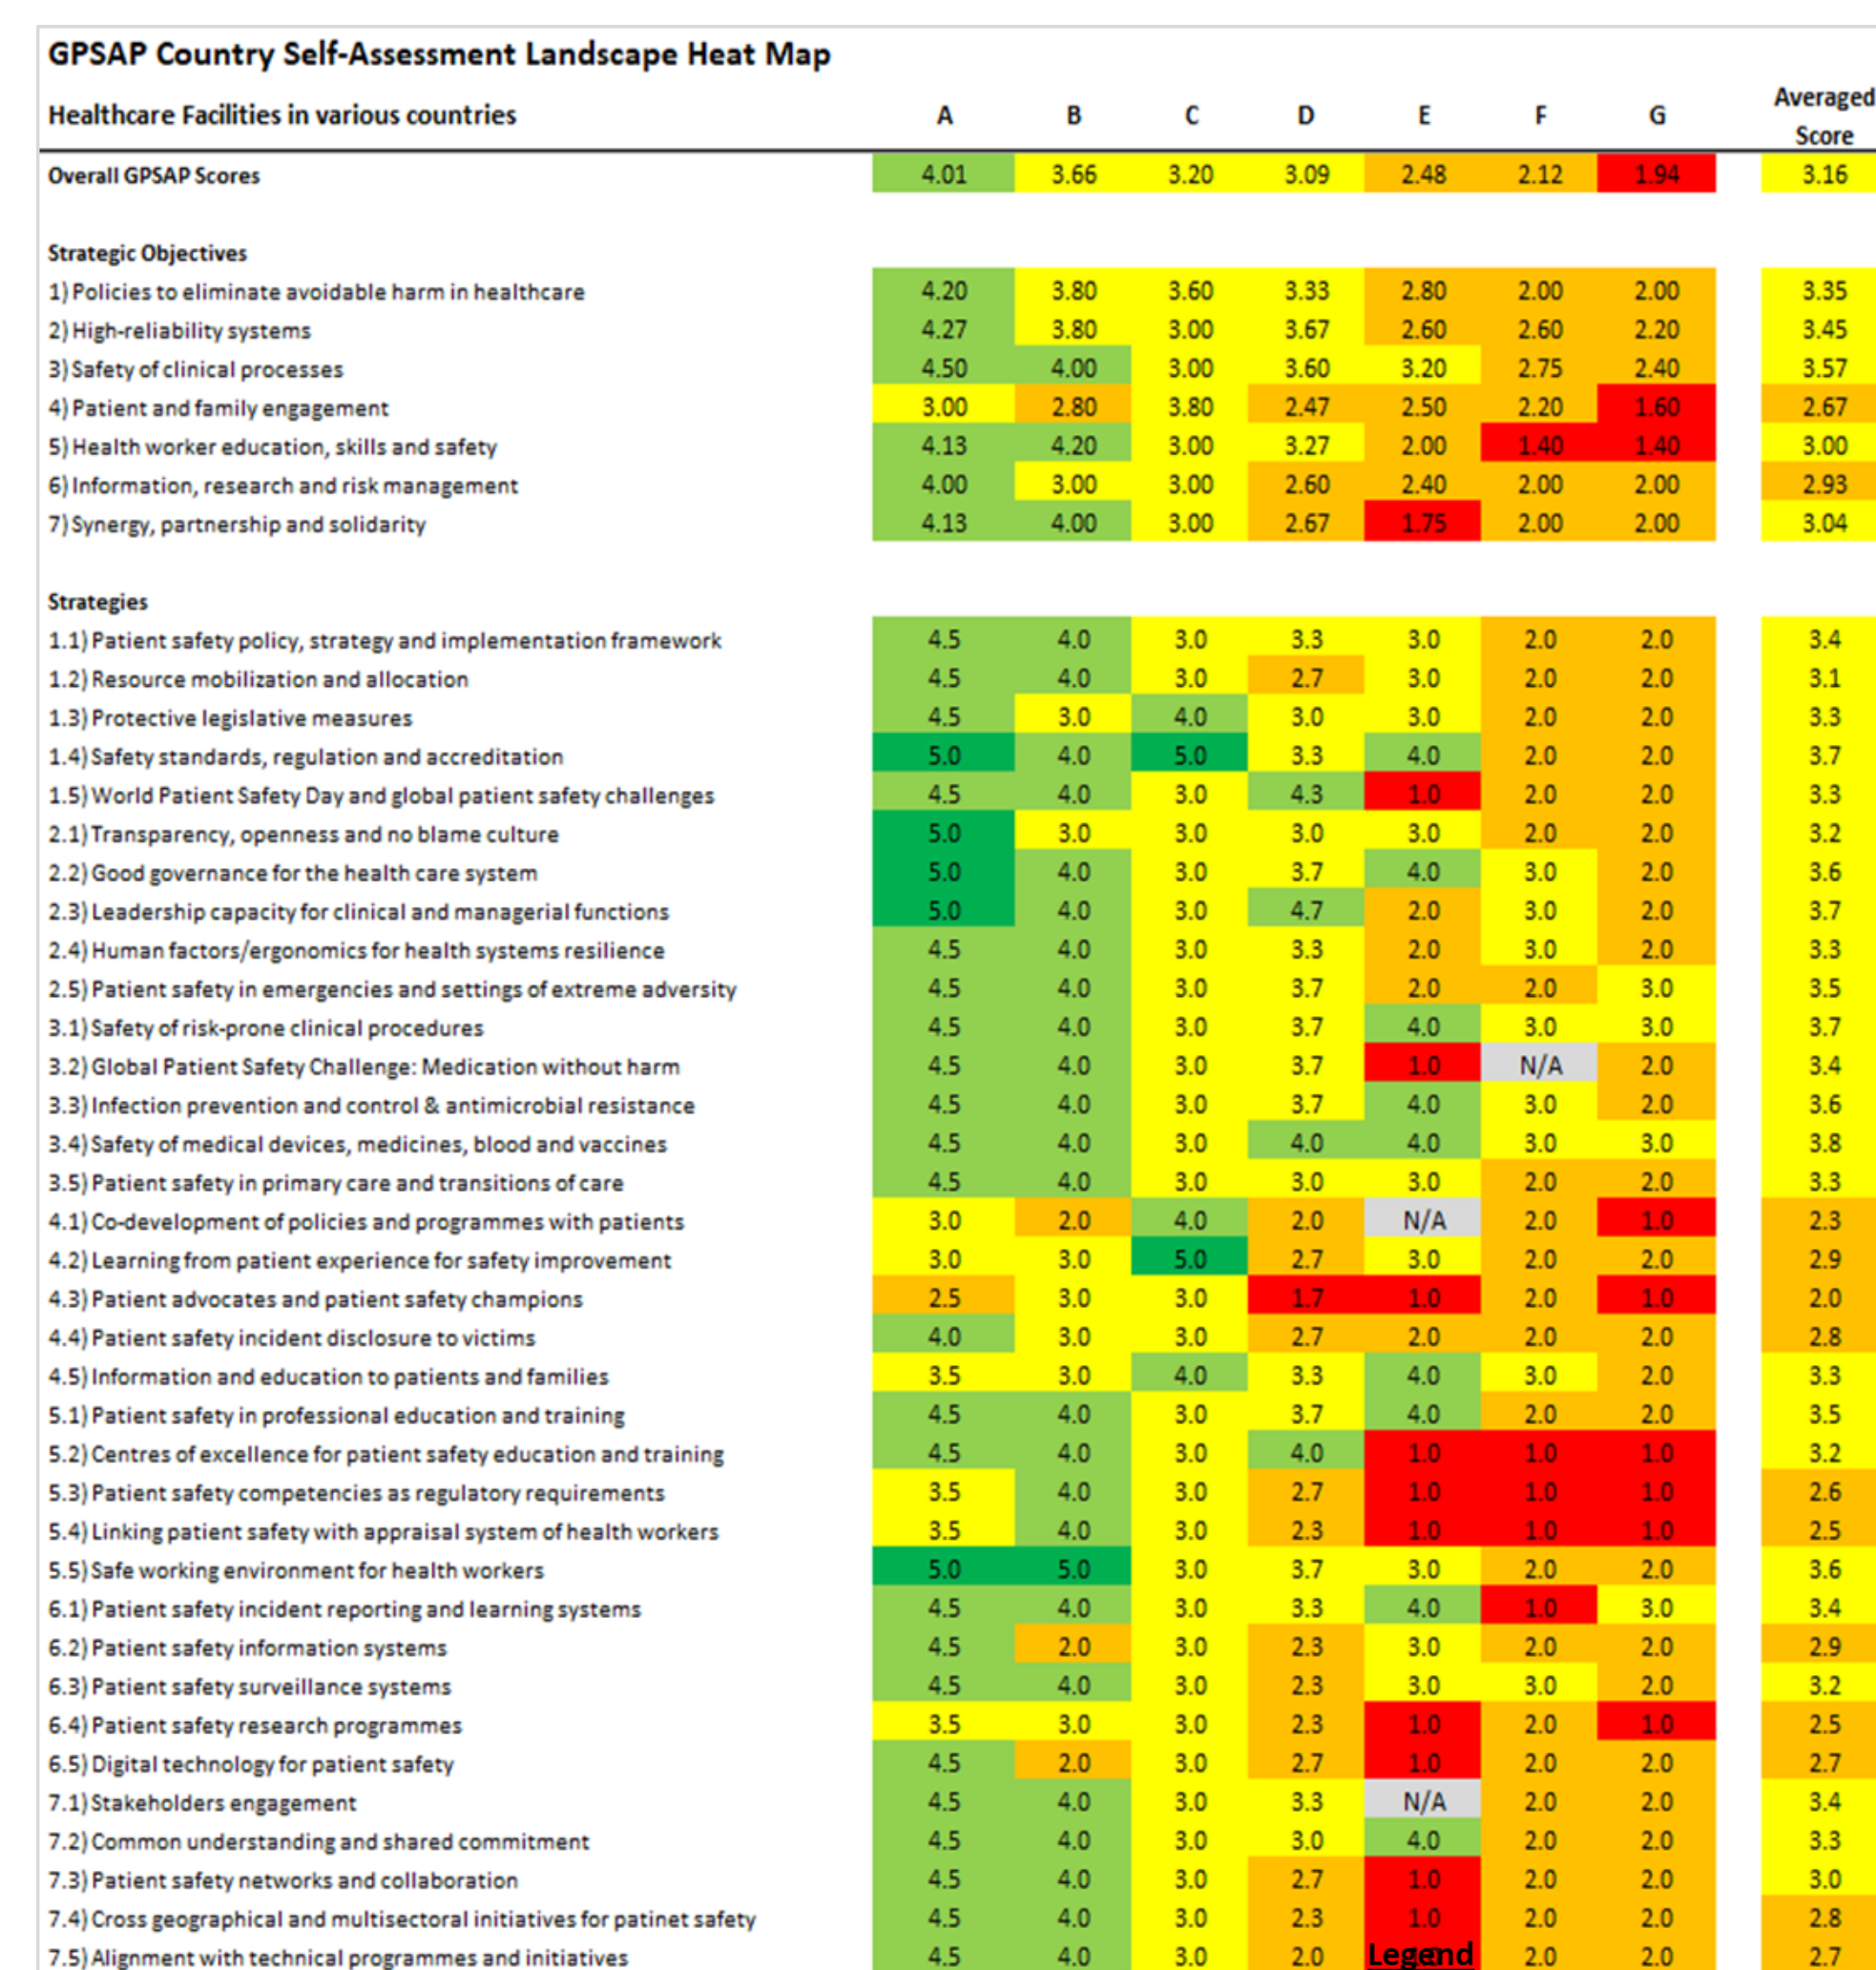 GPSAP Country Self-Assessment Landscape Heat Map
Healthcare Facilities in various countries A B C D E F G Averaged Score
Overall GPSAP Scores 4.01 3.66 3.20 3.09 2.48 2.12 1.94 3.16
Strategic Objectives
1) Policies to eliminate avoidable harm in healthcare 4.20 3.80 3.60 3.33 2.80 2.00 2.00 3.35
2) High-reliability systems 4.27 3.80 3.00 3.67 2.60 2.60 2.20 3.45
3) Safety of clinical processes 4.50 4.00 3.00 3.60 3.20 2.75 2.40 3.57
4) Patient and family engagement 3.00 2.80 3.80 2.47 2.50 2.20 1.60 2.67
5) Health worker education, skills and safety 4.13 4.20 3.00 3.27 2.00 1.40 1.40 3.00
6) Information, research and risk management 4.00 3.00 3.00 2.60 2.40 2.00 2.00 2.93
7) Synergy, partnership and solidarity 4.13 4.00 3.00 2.67 1.75 2.00 2.00 3.04
Strategies
1.1) Patient safety policy, strategy and implementation framework 4.5 4.0 3.0 3.3 3.0 2.0 2.0 3.4
1.2) Resource mobilization and allocation 4.5 4.0 3.0 2.7 3.0 2.0 2.0 3.1
1.3) Protective legislative measures 4.5 3.0 4.0 3.0 3.0 2.0 2.0 3.3
1.4) Safety standards, regulation and accreditation 5.0 4.0 5.0 3.3 4.0 2.0 2.0 3.7
1.5) World Patient Safety Day and global patient safety challenges 4.5 4.0 3.0 4.3 1.0 2.0 2.0 3.3
2.1) Transparency, openness and no blame culture 5.0 3.0 3.0 3.0 3.0 2.0 2.0 3.2
2.2) Good governance for the health care system 5.0 4.0 3.0 3.7 4.0 3.0 2.0 3.6
2.3) Leadership capacity for clinical and managerial functions 5.0 4.0 3.0 4.7 2.0 3.0 2.0 3.7
2.4) Human factors/ergonomics for health systems resilience 4.5 4.0 3.0 3.3 2.0 3.0 2.0 3.3
2.5) Patient safety in emergencies and settings of extreme adversity 4.5 4.0 3.0 3.7 2.0 2.0 3.0 3.5
3.1) Safety of risk-prone clinical procedures 4.5 4.0 3.0 3.7 4.0 3.0 3.0 3.7
3.2) Global Patient Safety Challenge: Medication without harm 4.5 4.0 3.0 3.7 1.0 N/A 2.0 3.4
3.3) Infection prevention and control & antimicrobial resistance 4.5 4.0 3.0 3.7 4.0 3.0 2.0 3.6
3.4) Safety of medical devices, medicines, blood and vaccines 4.5 4.0 3.0 4.0 4.0 3.0 3.0 3.8
3.5) Patient safety in primary care and transitions of care 4.5 4.0 3.0 3.0 3.0 2.0 2.0 3.3
4.1) Co-development of policies and programmes with patients 3.0 2.0 4.0 2.0 N/A 2.0 1.0 2.3
4.2) Learning from patient experience for safety improvement 3.0 3.0 5.0 2.7 3.0 2.0 2.0 2.9
4.3) Patient advocates and patient safety champions 2.5 3.0 3.0 1.7 1.0 2.0 1.0 2.0
4.4) Patient safety incident disclosure to victims 4.0 3.0 3.0 2.7 2.0 2.0 2.0 2.8
4.5) Information and education to patients and families 3.5 3.0 4.0 3.3 4.0 3.0 2.0 3.3
5.1) Patient safety in professional education and training 4.5 4.0 3.0 3.7 4.0 2.0 2.0 3.5
5.2) Centres of excellence for patient safety education and training 4.5 4.0 3.0 4.0 1.0 1.0 1.0 3.2
5.3) Patient safety competencies as regulatory requirements 3.5 4.0 3.0 2.7 1.0 1.0 1.0 2.6
5.4) Linking patient safety with appraisal system of health workers 3.5 4.0 3.0 2.3 1.0 1.0 1.0 2.5
5.5) Safe working environment for health workers 5.0 5.0 3.0 3.7 3.0 2.0 2.0 3.6
6.1) Patient safety incident reporting and learning systems 4.5 4.0 3.0 3.3 4.0 1.0 3.0 3.4
6.2) Patient safety information systems 4.5 2.0 3.0 2.3 3.0 2.0 2.0 2.9
6.3) Patient safety surveillance systems 4.5 4.0 3.0 2.3 3.0 3.0 2.0 3.2
6.4) Patient safety research programmes 3.5 3.0 3.0 2.3 1.0 2.0 1.0 2.5
6.5) Digital technology for patient safety 4.5 2.0 3.0 2.7 1.0 2.0 2.0 2.7
7.1) Stakeholders engagement 4.5 4.0 3.0 3.3 N/A 2.0 2.0 3.4
7.2) Common understanding and shared commitment 4.5 4.0 3.0 3.0 4.0 2.0 2.0 3.3
7.3) Patient safety networks and collaboration 4.5 4.0 3.0 2.7 1.0 2.0 2.0 3.0
7.4) Cross geographical and multisectoral initiatives for patinet safety 4.5 4.0 3.0 2.3 1.0 2.0 2.0 2.8
7.5) Alignment with technical programmes and initiatives 4.5 4.0 3.0 2.0 Legend 2.0 2.0 2.7